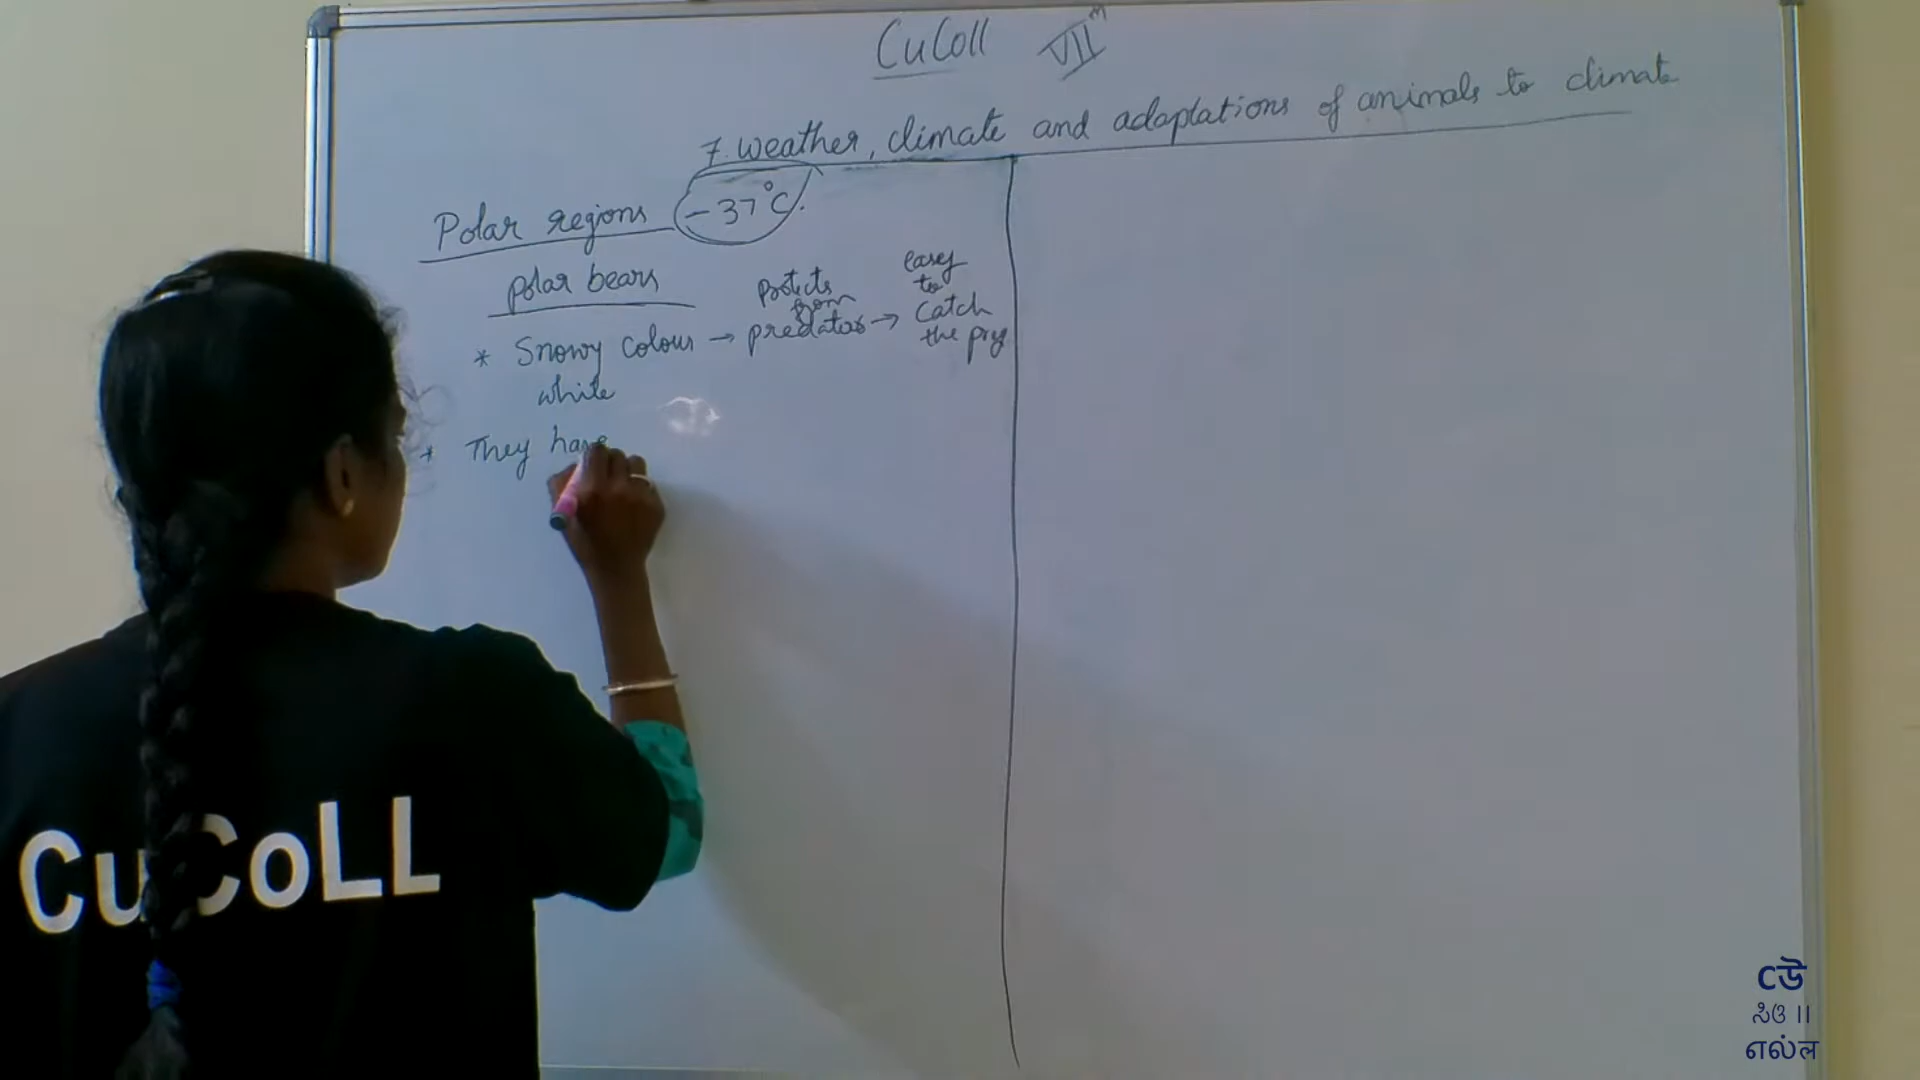 CuColl VII
7. weather, climate and adaptations of animals to climate
Polar regions -37°C.
polar bears
* Snowy colour → protects from predators → easy to catch the prey
white
* They have
CuCoLL
Cఊ
ಸಿಓ ॥
எல்ல